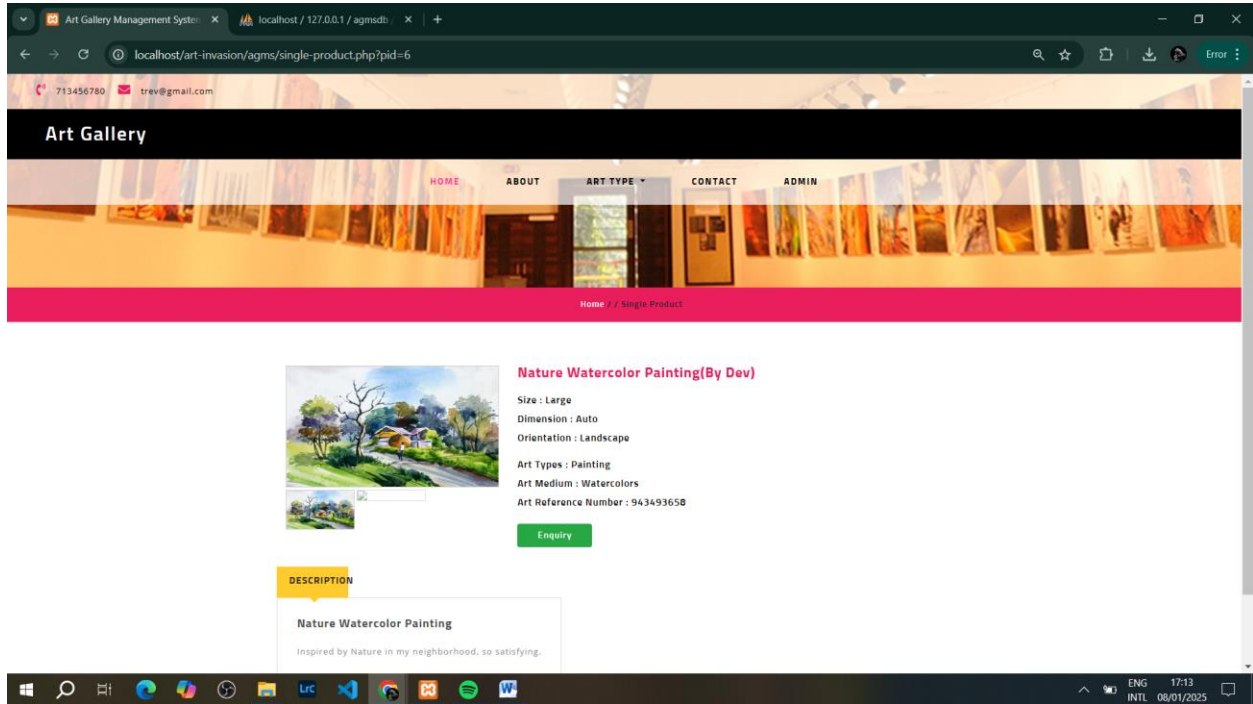 Art Gallery Management System
localhost / 127.0.0.1 / agmsdb /
localhost/art-invasion/agms/single-product.php?pid=6
Error
713456780 trev@gmail.com
Art Gallery
HOME ABOUT ART TYPE CONTACT ADMIN
Home / / Single Product
Nature Watercolor Painting(By Dev)
Size : Large
Dimension : Auto
Orientation : Landscape
Art Types : Painting
Art Medium : Watercolors
Art Reference Number : 943493658
Enquiry
DESCRIPTION
Nature Watercolor Painting
Inspired by Nature in my neighborhood, so satisfying.
Lrc
W
ENG 17:13
INTL 08/01/2025